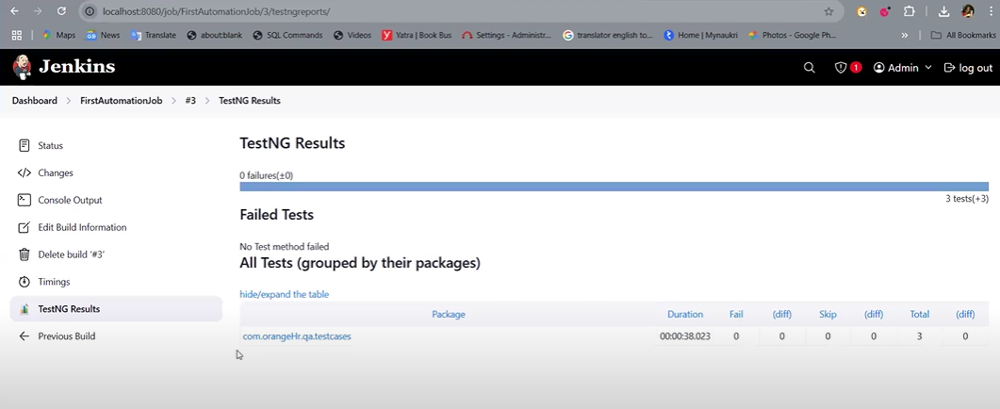 localhost:8080/job/FirstAutomationJob/3/testngreports/
Maps News Translate about:blank SQL Commands Videos Yatra | Book Bus Settings - Administr... translator english to... Home | Mynaukri Photos - Google Ph... » All Bookmarks
Jenkins 1 Admin log out
Dashboard > FirstAutomationJob > #3 > TestNG Results
Status
Changes
Console Output
Edit Build Information
Delete build '#3'
Timings
TestNG Results
Previous Build
TestNG Results
0 failures(±0)
3 tests(+3)
Failed Tests
No Test method failed
All Tests (grouped by their packages)
hide/expand the table
Package Duration Fail (diff) Skip (diff) Total (diff)
com.orangeHr.qa.testcases 00:00:38.023 0 0 0 0 3 0